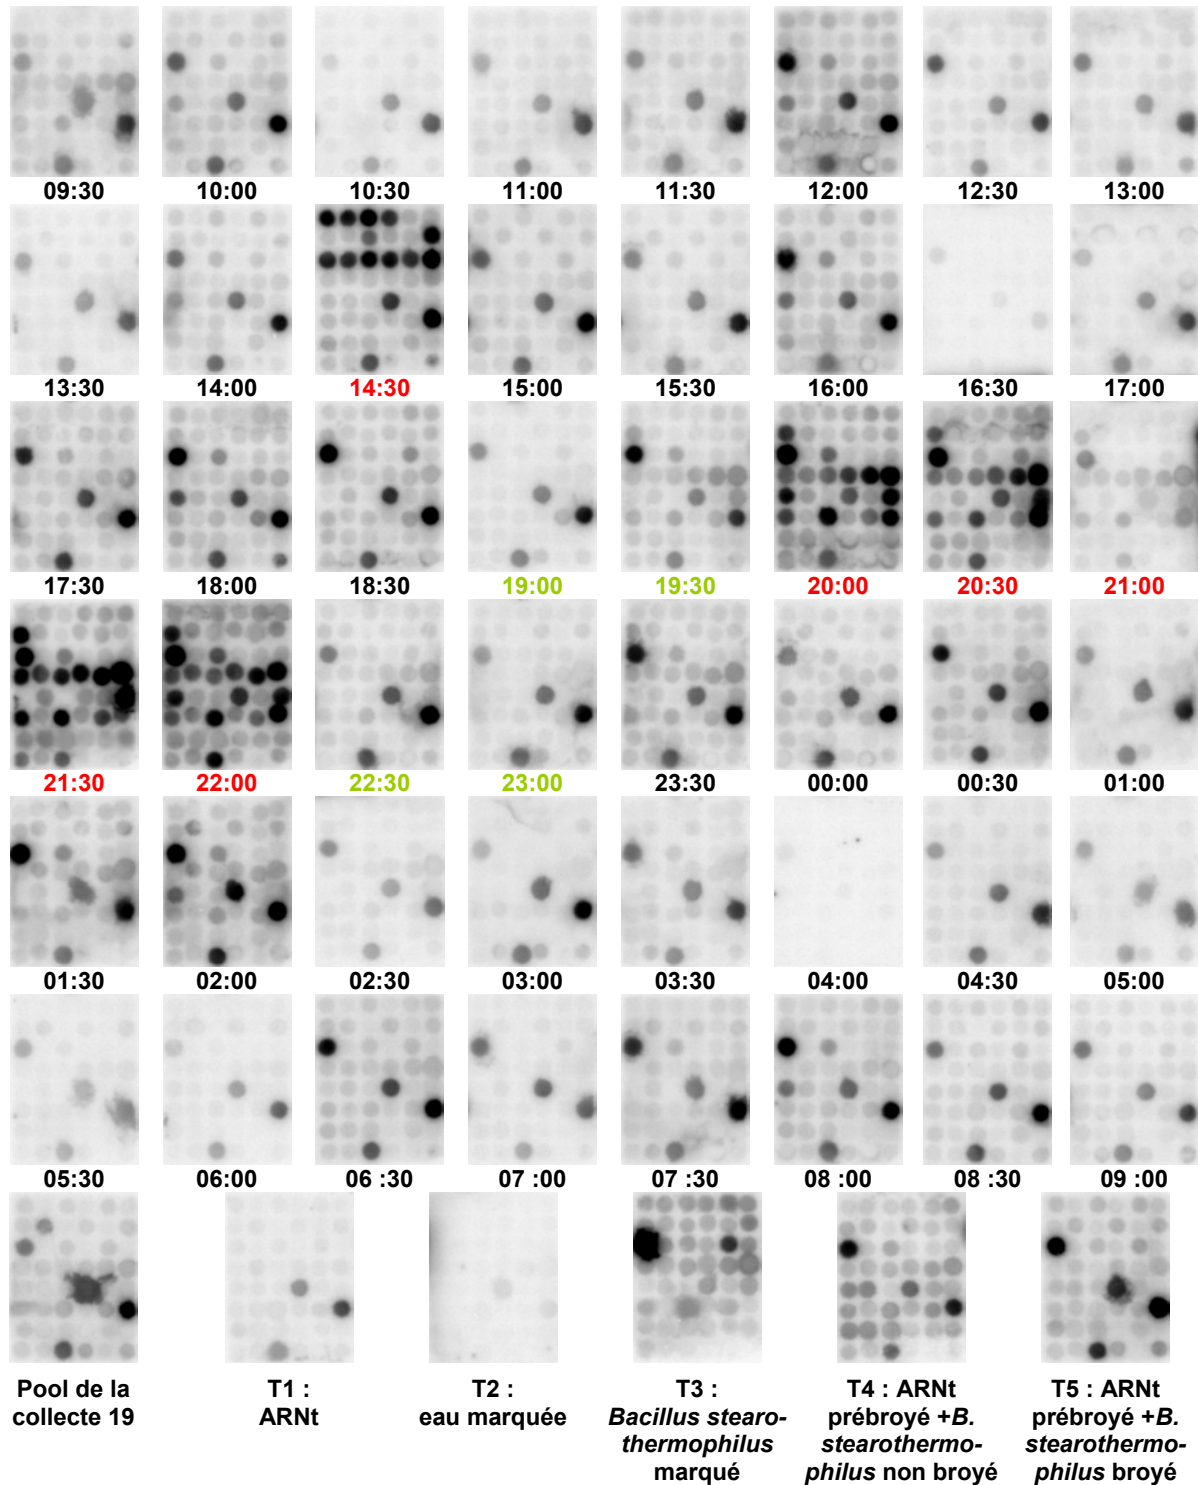 09:30 10:00 10:30 11:00 11:30 12:00 12:30 13:00
13:30 14:00 14:30 15:00 15:30 16:00 16:30 17:00
17:30 18:00 18:30 19:00 19:30 20:00 20:30 21:00
21:30 22:00 22:30 23:00 23:30 00:00 00:30 01:00
01:30 02:00 02:30 03:00 03:30 04:00 04:30 05:00
05:30 06:00 06 :30 07 :00 07 :30 08 :00 08 :30 09 :00
Pool de la
collecte 19
T1 :
ARNt
T2 :
eau marquée
T3 :
Bacillus stearo-
thermophilus
marqué
T4 : ARNt
prébroyé +B.
stearothermo-
philus non broyé
T5 : ARNt
prébroyé +B.
stearothermo-
philus broyé